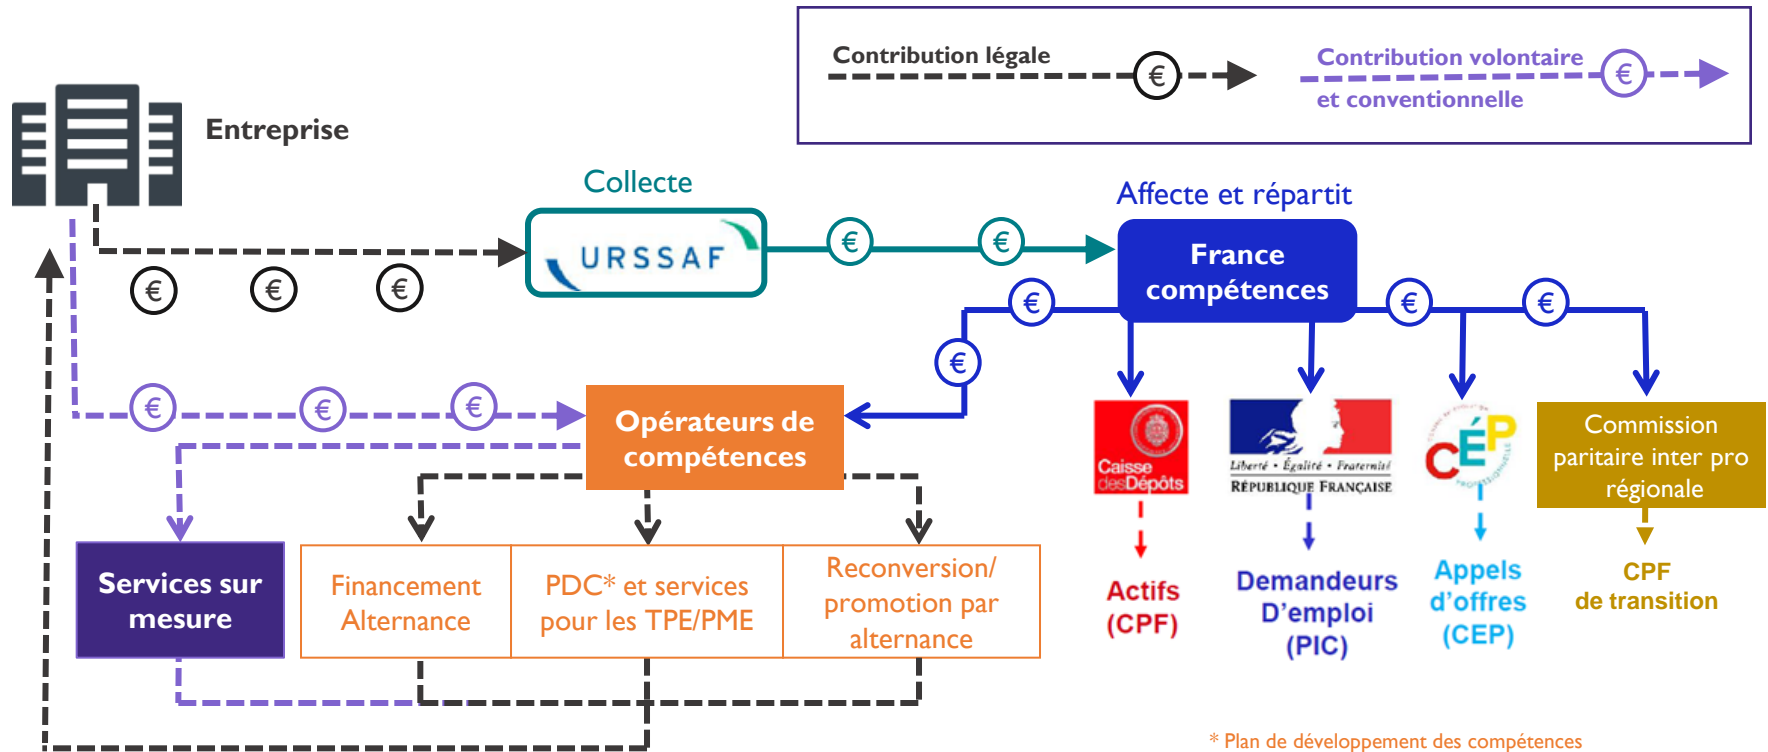 Contribution légale
€
Contribution volontaire
et conventionnelle
€
Entreprise
Collecte
URSSAF
€
€
Affecte et répartit
France
compétences
€
€
€
€
€
€
€
€
€
€
Opérateurs de
compétences
Caisse
desDépôts
Liberté • Égalité • Fraternité
RÉPUBLIQUE FRANÇAISE
CÉP
Commission
paritaire inter pro
régionale
Services sur
mesure
Financement
Alternance
PDC* et services
pour les TPE/PME
Reconversion/
promotion par
alternance
Actifs
(CPF)
Demandeurs
D'emploi
(PIC)
Appels
d'offres
(CEP)
CPF
de transition
* Plan de développement des compétences